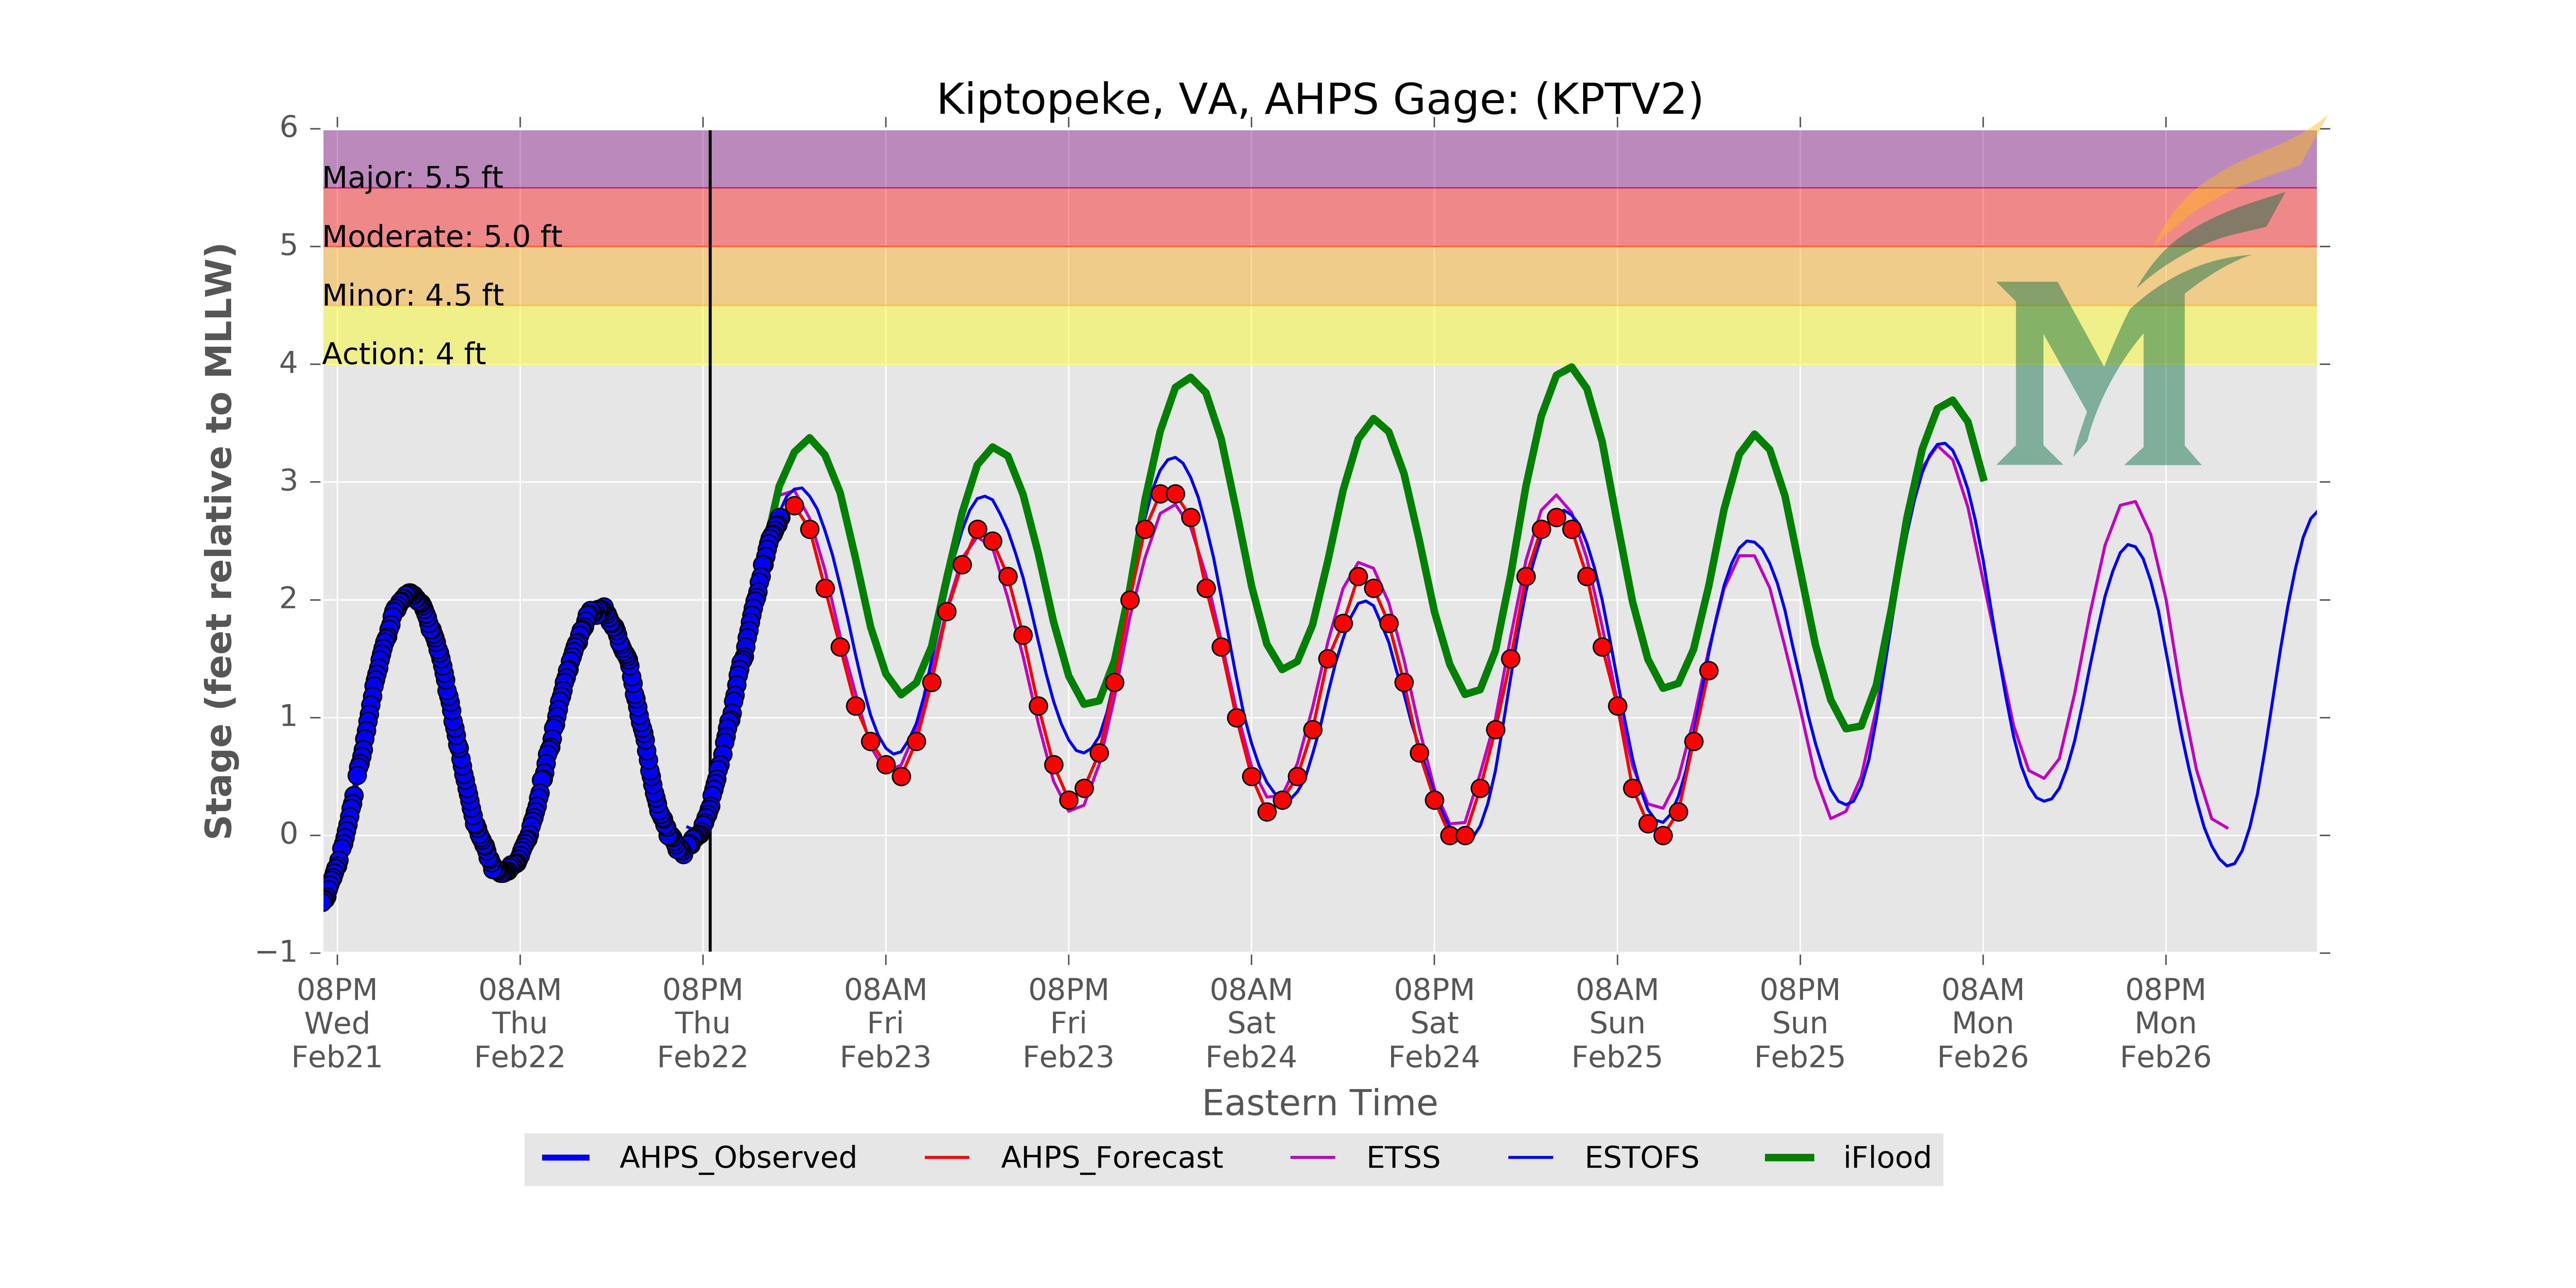 Kiptopeke, VA, AHPS Gage: (KPTV2)
6
5
4
3
2
1
0
−1
Stage (feet relative to MLLW)
Major: 5.5 ft
Moderate: 5.0 ft
Minor: 4.5 ft
Action: 4 ft
M
08PM
Wed
Feb21
08AM
Thu
Feb22
08PM
Thu
Feb22
08AM
Fri
Feb23
08PM
Fri
Feb23
08AM
Sat
Feb24
08PM
Sat
Feb24
08AM
Sun
Feb25
08PM
Sun
Feb25
08AM
Mon
Feb26
08PM
Mon
Feb26
Eastern Time
AHPS_Observed AHPS_Forecast ETSS ESTOFS iFlood